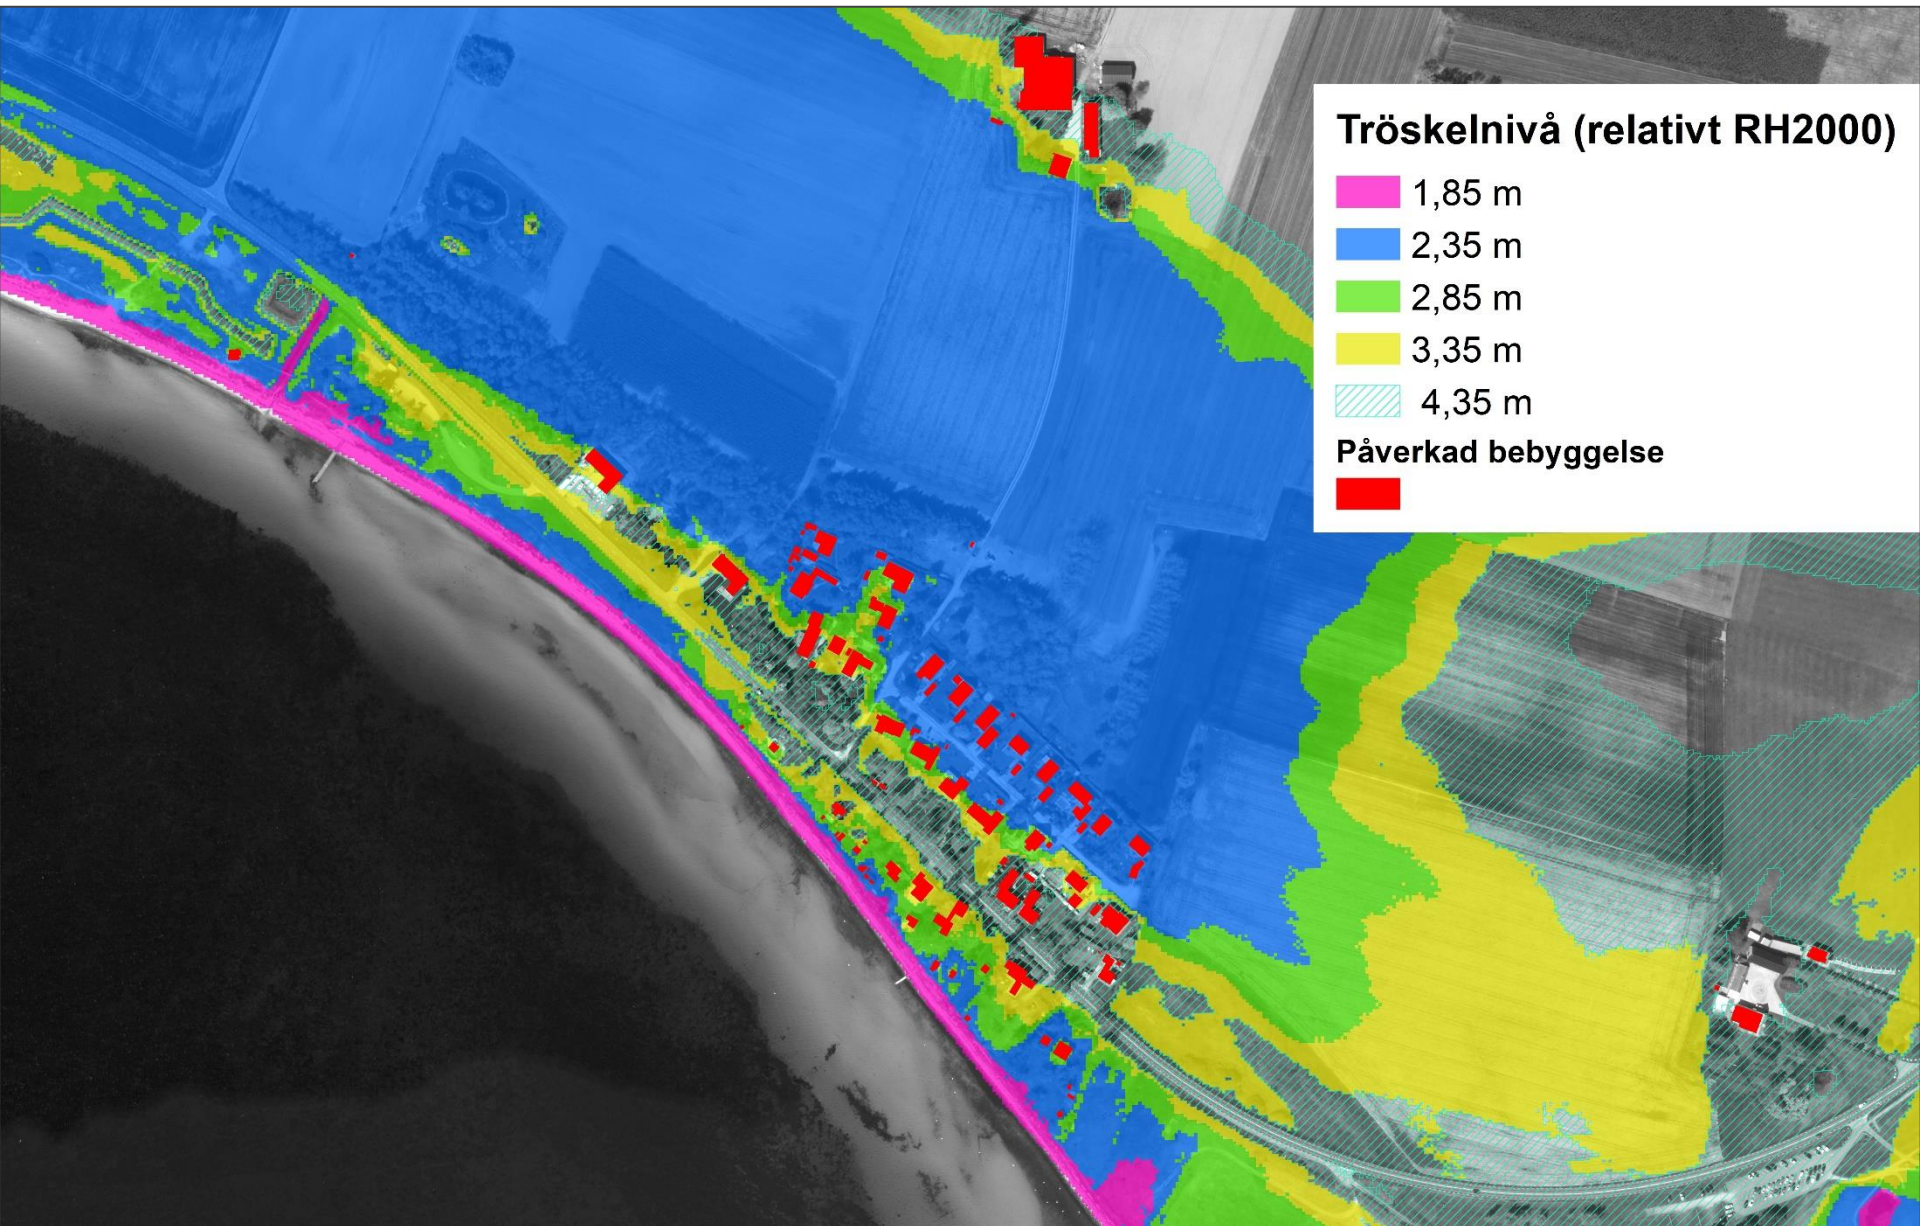 Tröskelnivå (relativt RH2000)
1,85 m
2,35 m
2,85 m
3,35 m
4,35 m
Påverkad bebyggelse